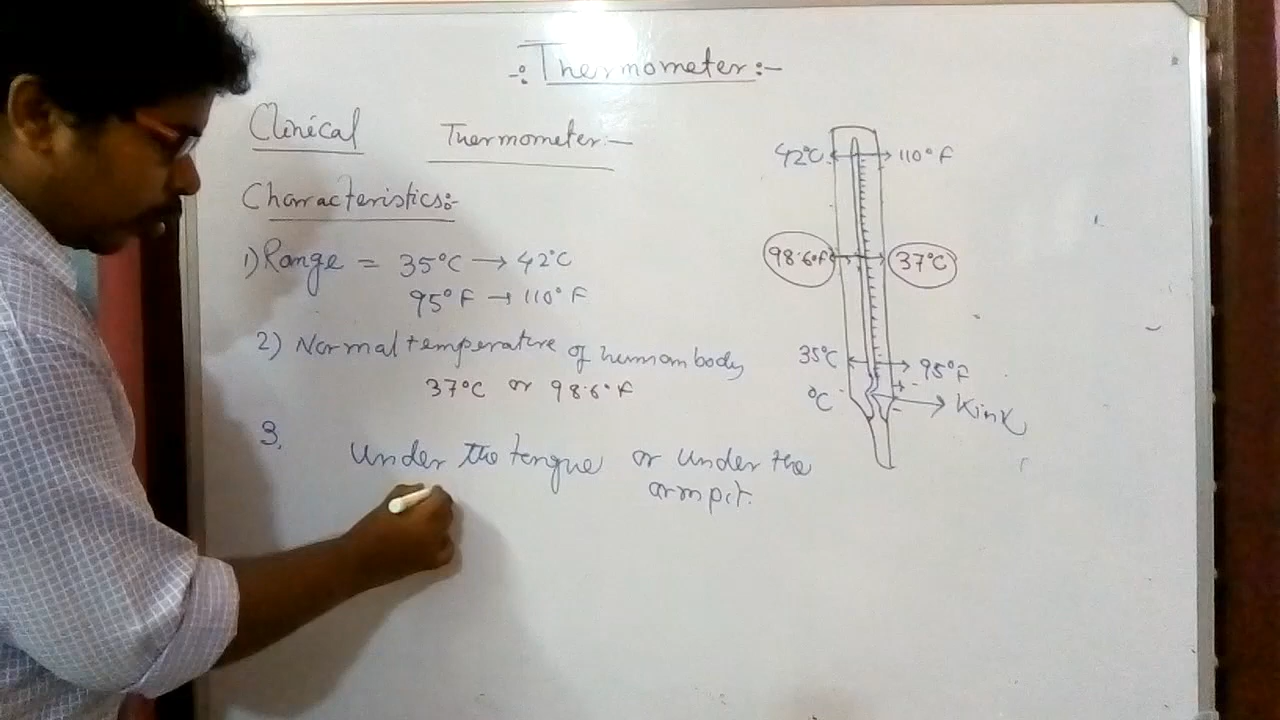 -: Thermometer :-
Clinical Thermometer :-
Characteristics:-
1) Range = 35°C → 42°C
95°F → 110°F
2) Normal temperature of human body
37°C or 98.6°F
3,
Under the tongue or under the
armpit.
42°C 110°F
98.6°F 37°C
35°C 95°F
°C Kink